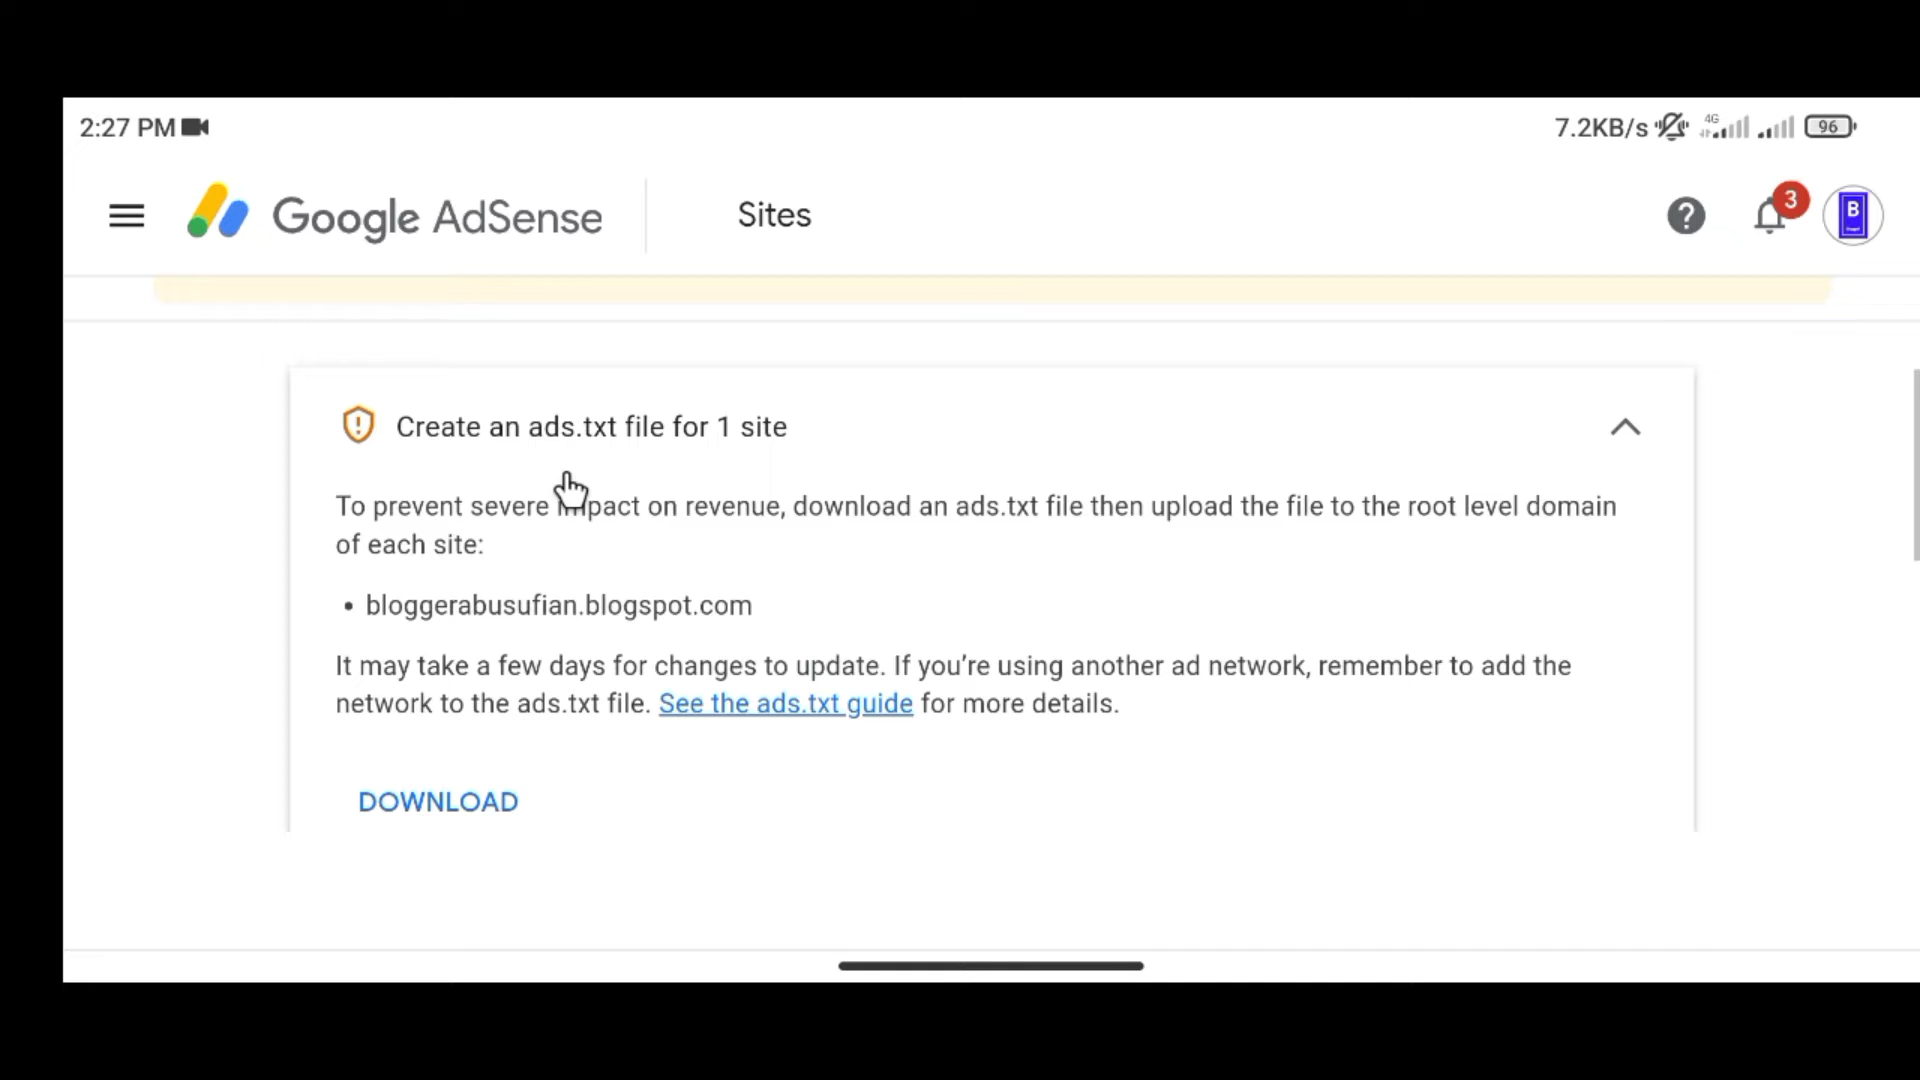 2:27 PM
7.2KB/s 4G 96
Google AdSense
Sites
3
B
Create an ads.txt file for 1 site
To prevent severe impact on revenue, download an ads.txt file then upload the file to the root level domain
of each site:
• bloggerabusufian.blogspot.com
It may take a few days for changes to update. If you’re using another ad network, remember to add the
network to the ads.txt file. See the ads.txt guide for more details.
DOWNLOAD